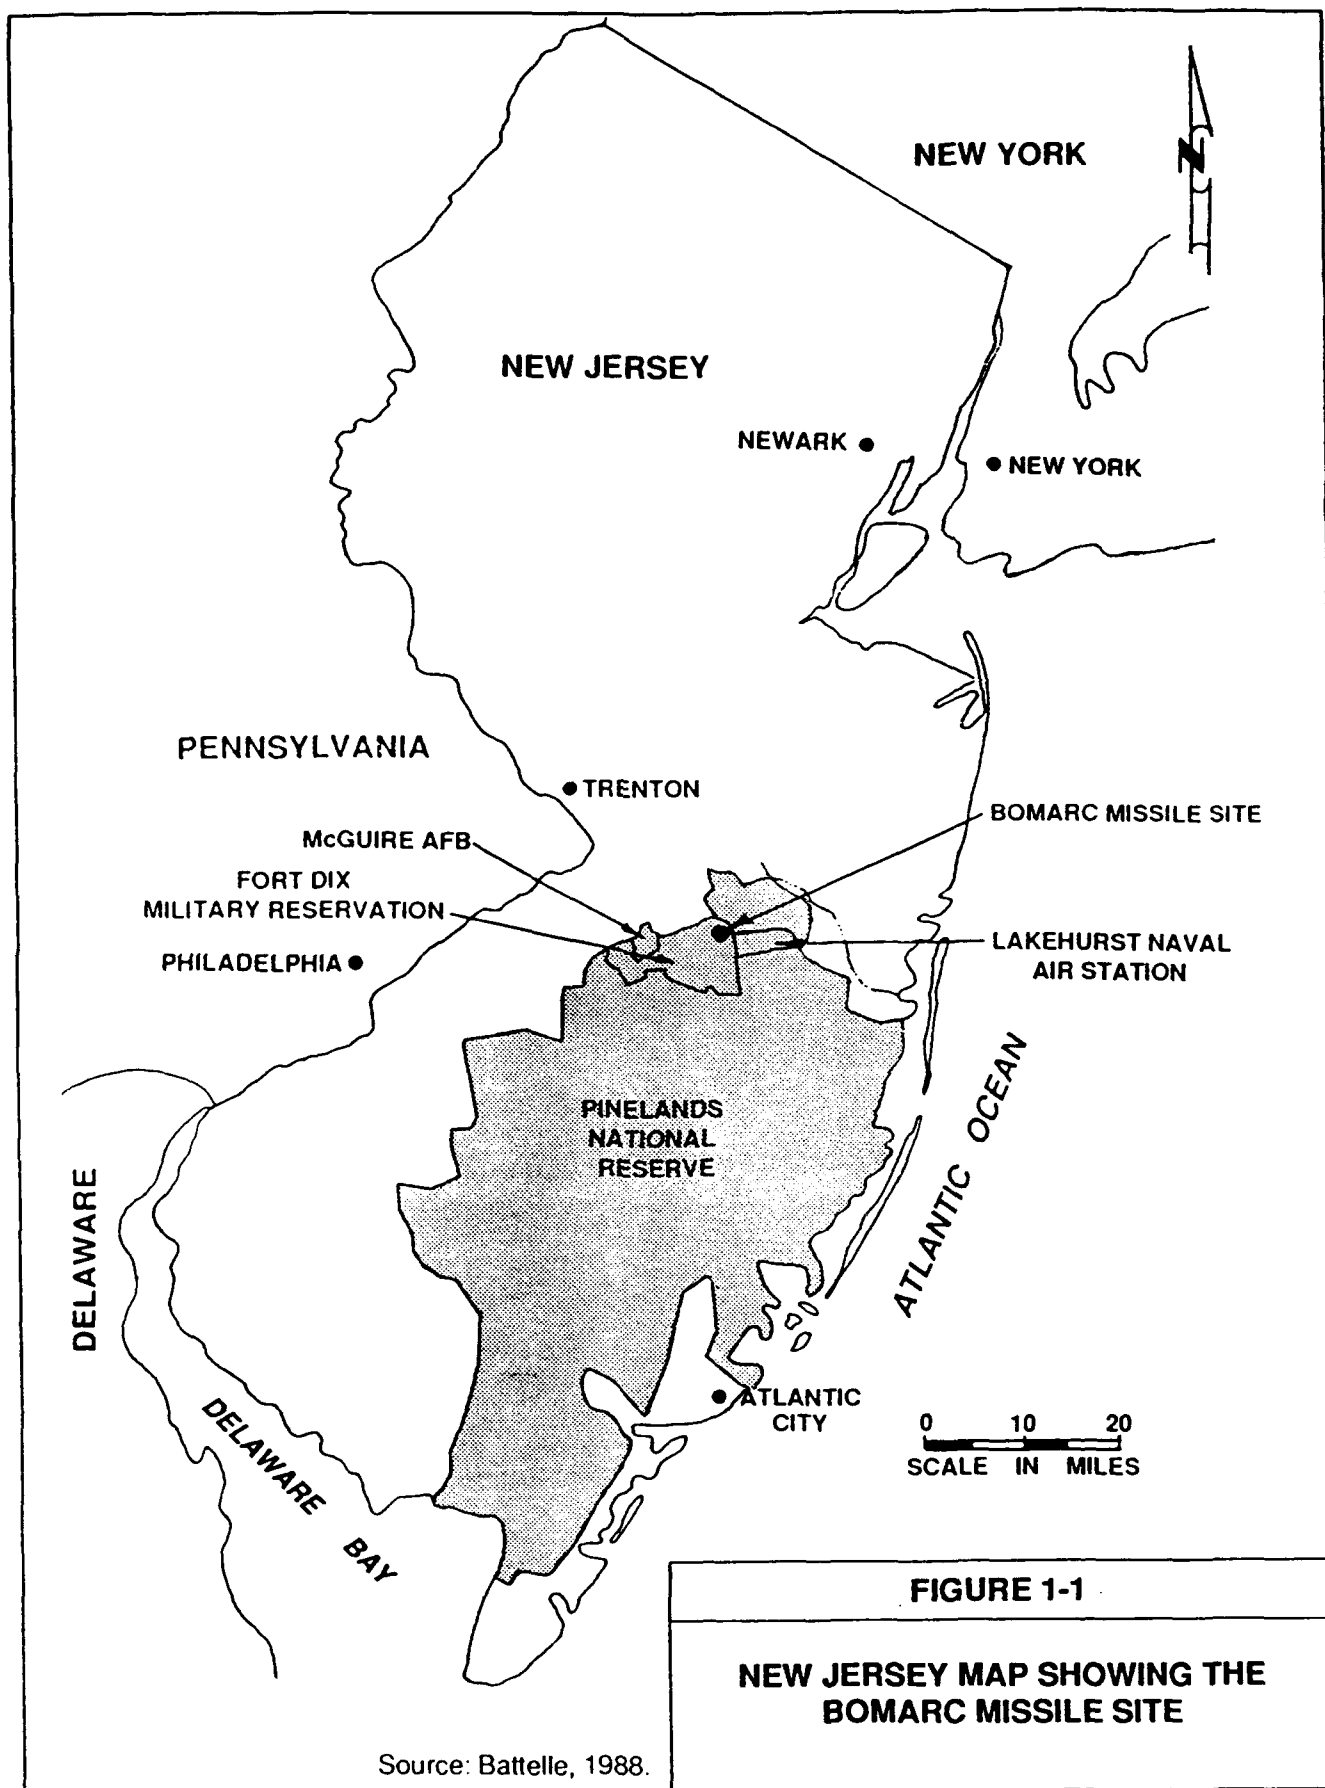 NEW YORK
N
NEW JERSEY
NEWARK
NEW YORK
PENNSYLVANIA
TRENTON
BOMARC MISSILE SITE
McGUIRE AFB
FORT DIX
MILITARY RESERVATION
PHILADELPHIA
LAKEHURST NAVAL
AIR STATION
PINELANDS
NATIONAL
RESERVE
ATLANTIC OCEAN
DELAWARE
DELAWARE BAY
ATLANTIC
CITY
0 10 20
SCALE IN MILES
FIGURE 1-1
NEW JERSEY MAP SHOWING THE
BOMARC MISSILE SITE
Source: Battelle, 1988.